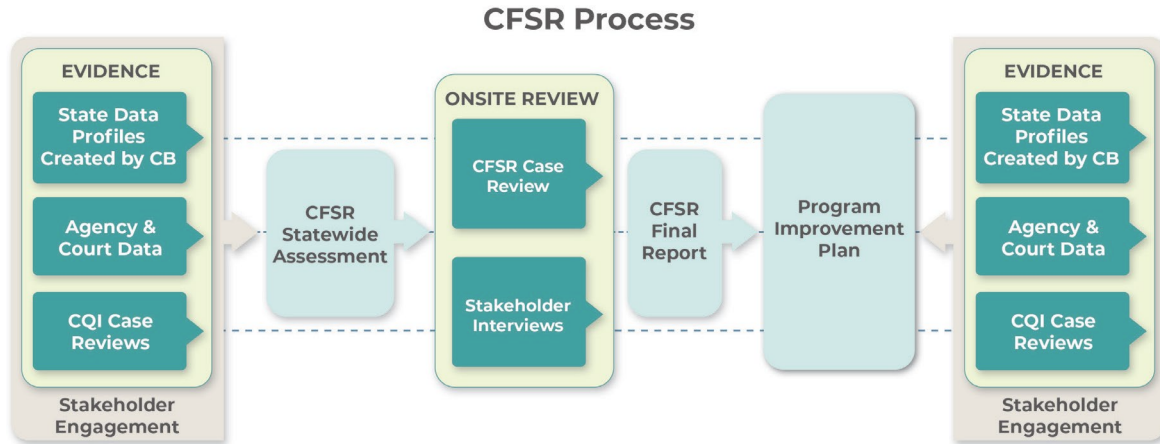 CFSR Process
EVIDENCE
State Data
Profiles
Created by CB
Agency &
Court Data
CQI Case
Reviews
Stakeholder
Engagement
CFSR
Statewide
Assessment
ONSITE REVIEW
CFSR Case
Review
Stakeholder
Interviews
CFSR
Final
Report
Program
Improvement
Plan
EVIDENCE
State Data
Profiles
Created by CB
Agency &
Court Data
CQI Case
Reviews
Stakeholder
Engagement